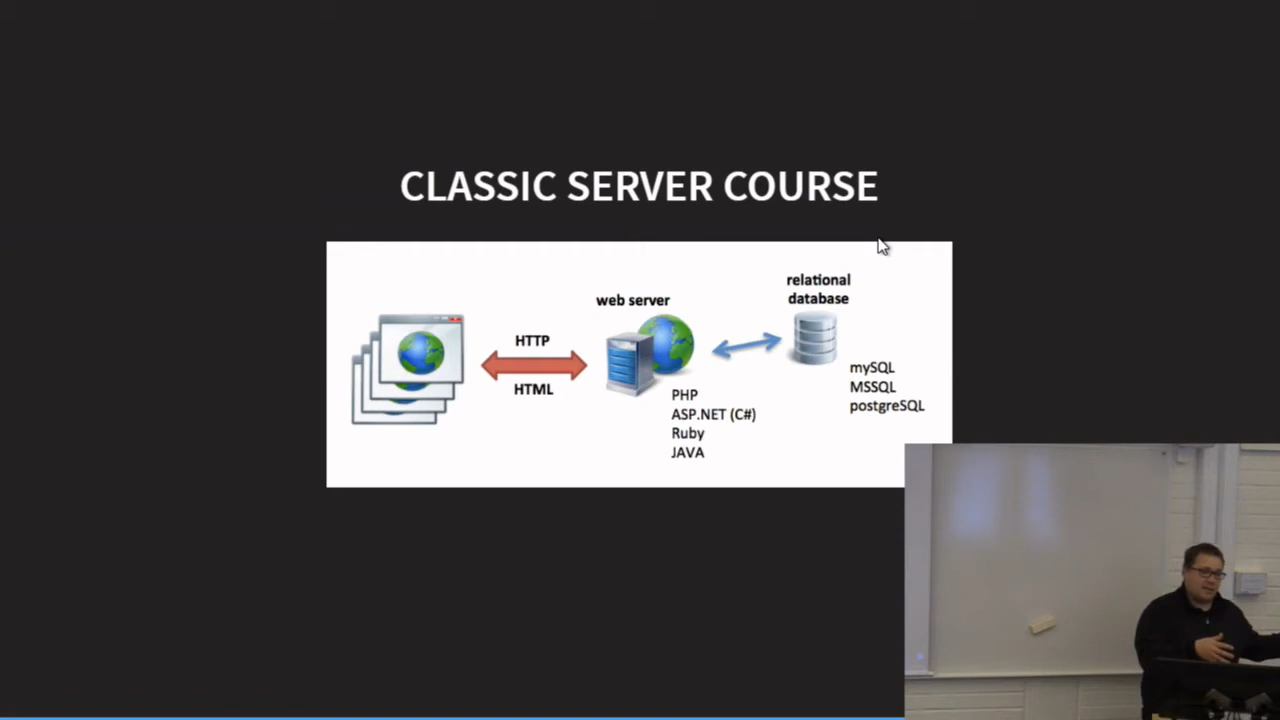 CLASSIC SERVER COURSE
HTTP
HTML
web server
PHP
ASP.NET (C#)
Ruby
JAVA
relational
database
mySQL
MSSQL
postgreSQL